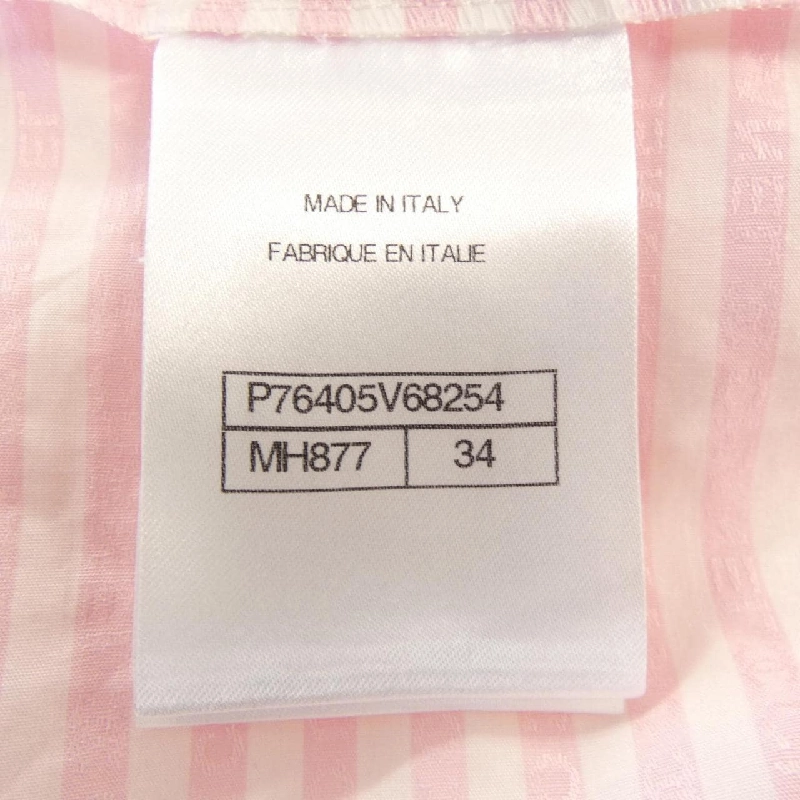 MADE IN ITALY
FABRIQUE EN ITALIE
P76405V68254
MH877 34